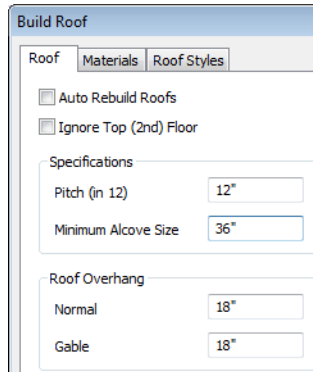 Build Roof
Roof Materials Roof Styles
Auto Rebuild Roofs
Ignore Top (2nd) Floor
Specifications
Pitch (in 12) 12"
Minimum Alcove Size 36"
Roof Overhang
Normal 18"
Gable 18"